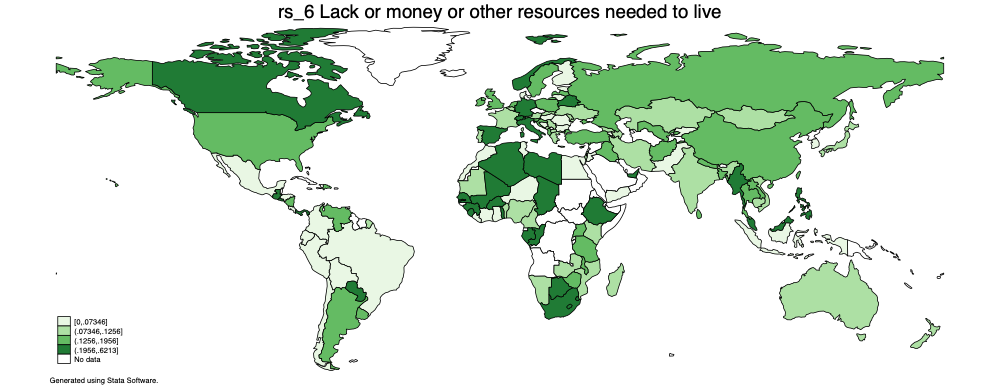 rs_6 Lack or money or other resources needed to live
[0,.07346]
(.07346,.1256]
(.1256,.1956]
(.1956,.6213]
No data
Generated using Stata Software.